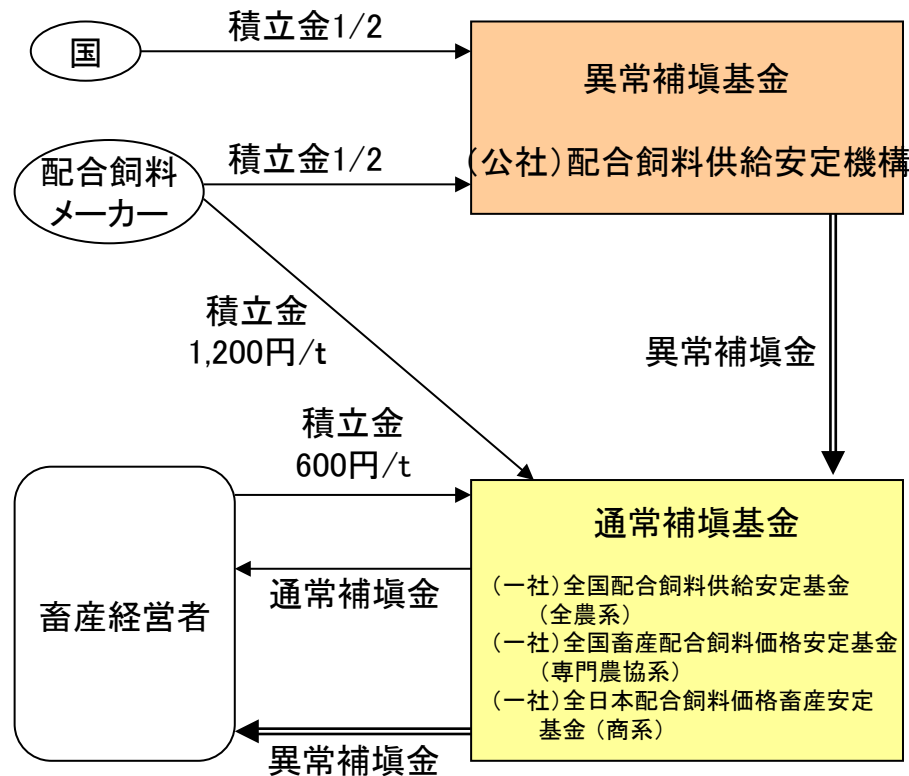 国
積立金1/2
異常補塡基金
(公社)配合飼料供給安定機構
配合飼料
メーカー
積立金1/2
積立金
1,200円/t
異常補塡金
積立金
600円/t
畜産経営者
通常補塡金
異常補塡金
通常補塡基金
(一社)全国配合飼料供給安定基金
(全農系)
(一社)全国畜産配合飼料価格安定基金
(専門農協系)
(一社)全日本配合飼料価格畜産安定
基金(商系)